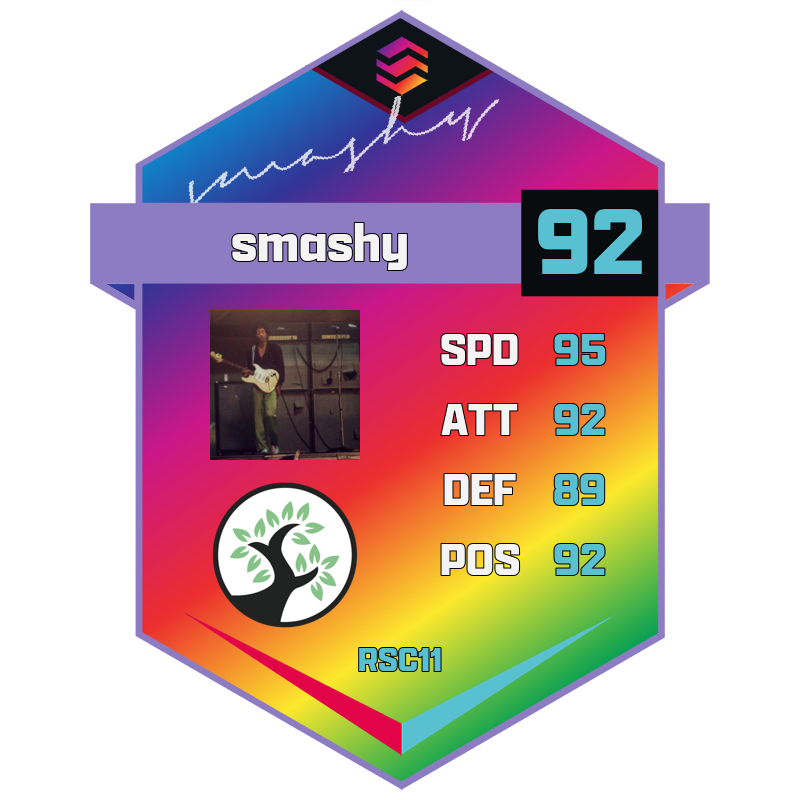 smashy
smashy 92
SPD 95
ATT 92
DEF 89
POS 92
RSC11